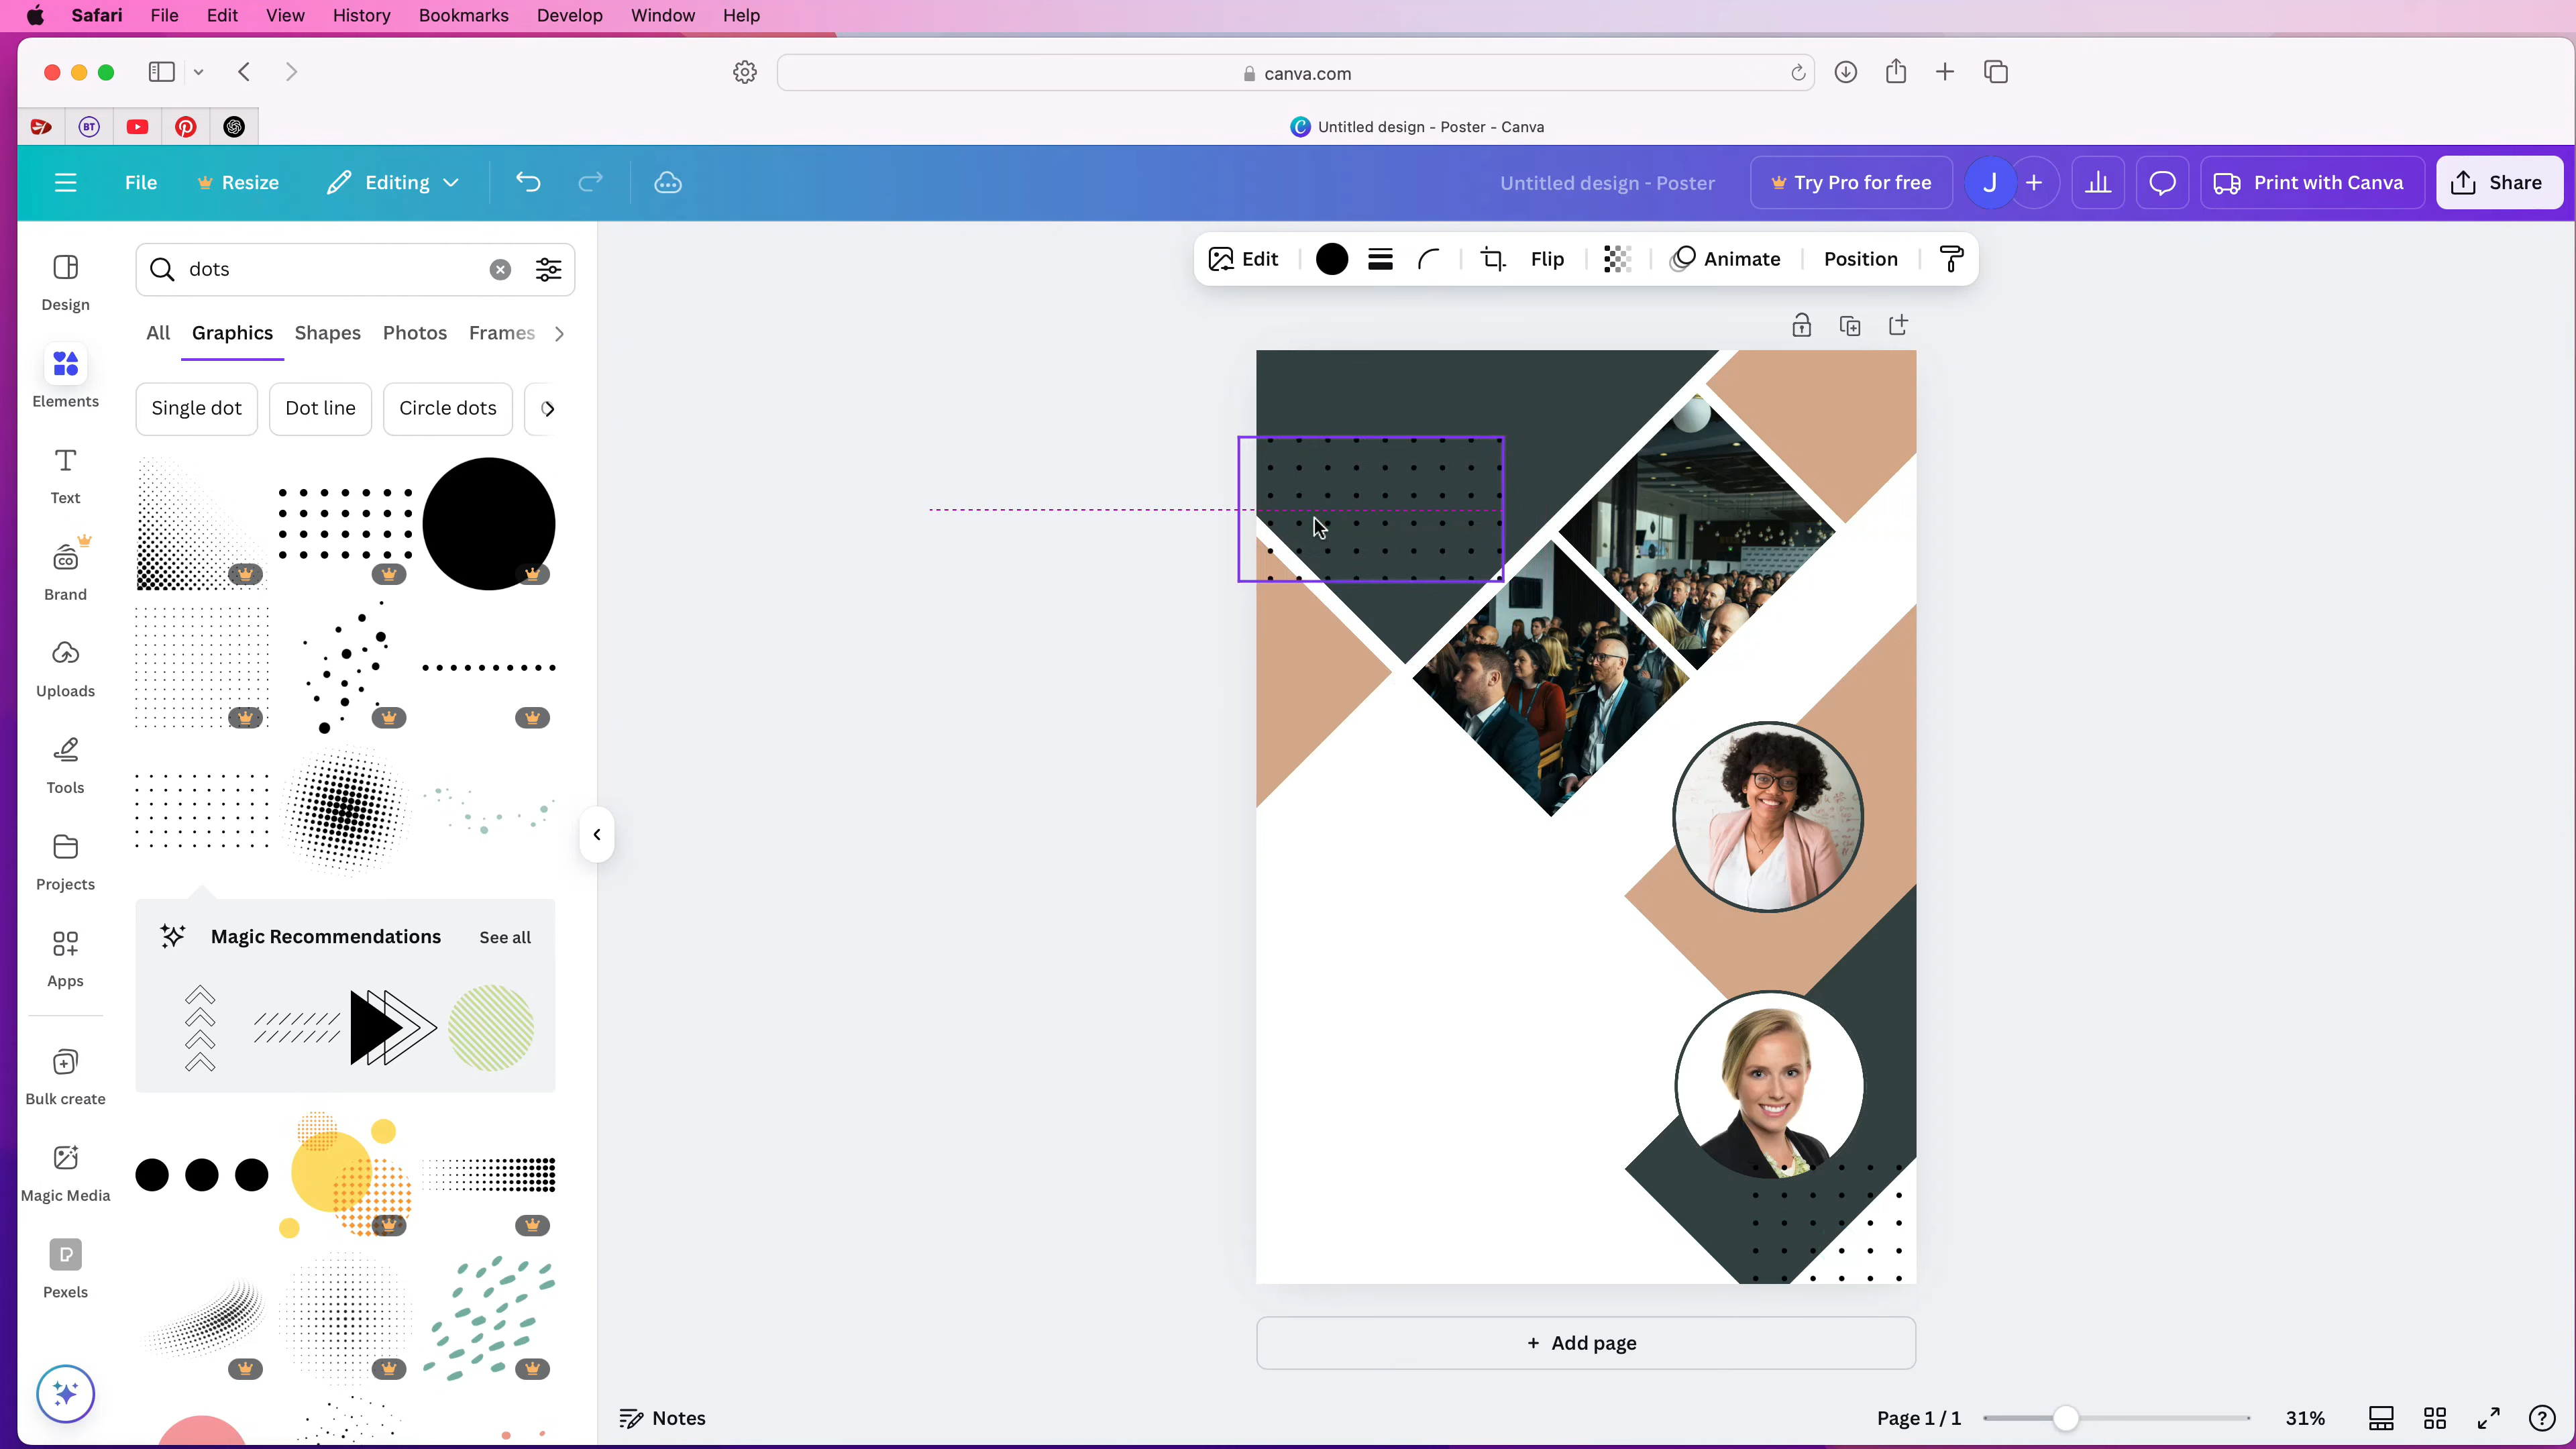 Safari File Edit View History Bookmarks Develop Window Help
canva.com
BT
Untitled design - Poster - Canva
File Resize Editing Untitled design - Poster Try Pro for free J + Print with Canva Share
Design
Elements
Text
Brand
Uploads
Tools
Projects
Apps
Bulk create
Magic Media
Pexels
dots
All Graphics Shapes Photos Frames
Single dot Dot line Circle dots
Magic Recommendations See all
Edit Flip Animate Position
+ Add page
Notes
Page 1 / 1 31%